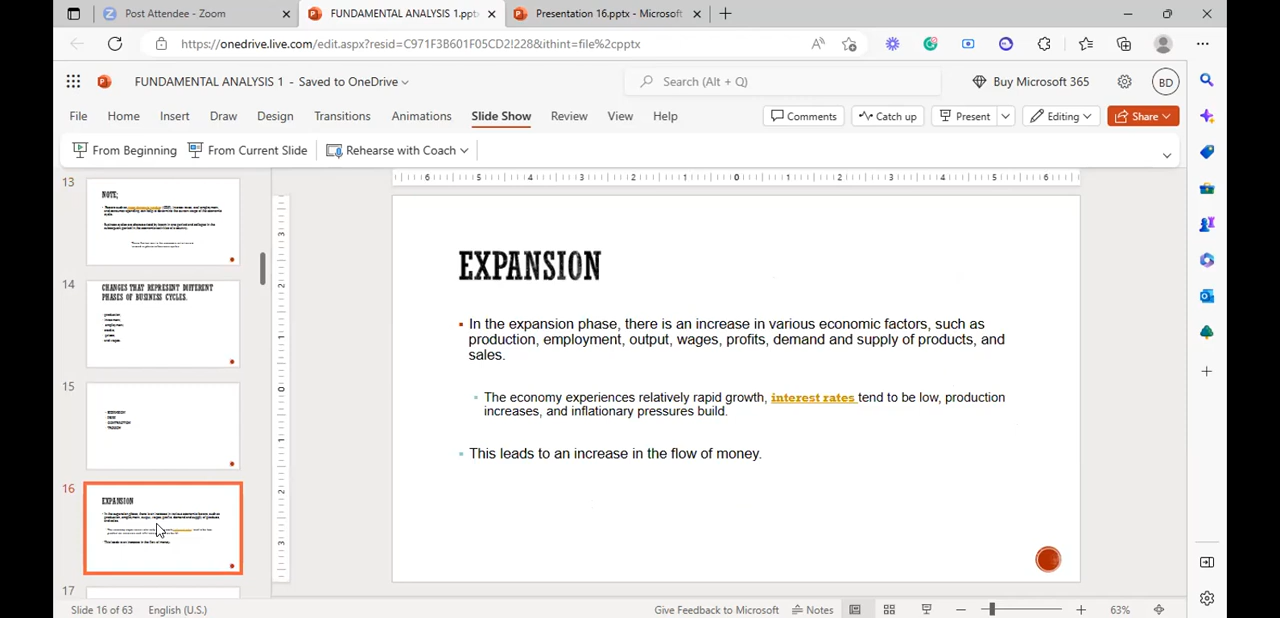 Post Attendee - Zoom
FUNDAMENTAL ANALYSIS 1.ppt
Presentation 16.pptx - Microsoft
https://onedrive.live.com/edit.aspx?resid=C971F3B601F05CD2!228&ithint=file%2cpptx
FUNDAMENTAL ANALYSIS 1 - Saved to OneDrive
Search (Alt + Q)
Buy Microsoft 365
BD
File Home Insert Draw Design Transitions Animations Slide Show Review View Help
Comments Catch up Present Editing Share
From Beginning From Current Slide Rehearse with Coach
13
NOTE;
14
CHANGES THAT REPRESENT DIFFERENT
PHASES OF BUSINESS CYCLES.
15
16
EXPANSION
17
EXPANSION
In the expansion phase, there is an increase in various economic factors, such as
production, employment, output, wages, profits, demand and supply of products, and
sales.
The economy experiences relatively rapid growth, interest rates tend to be low, production
increases, and inflationary pressures build.
This leads to an increase in the flow of money.
Slide 16 of 63 English (U.S.)
Give Feedback to Microsoft Notes 63%